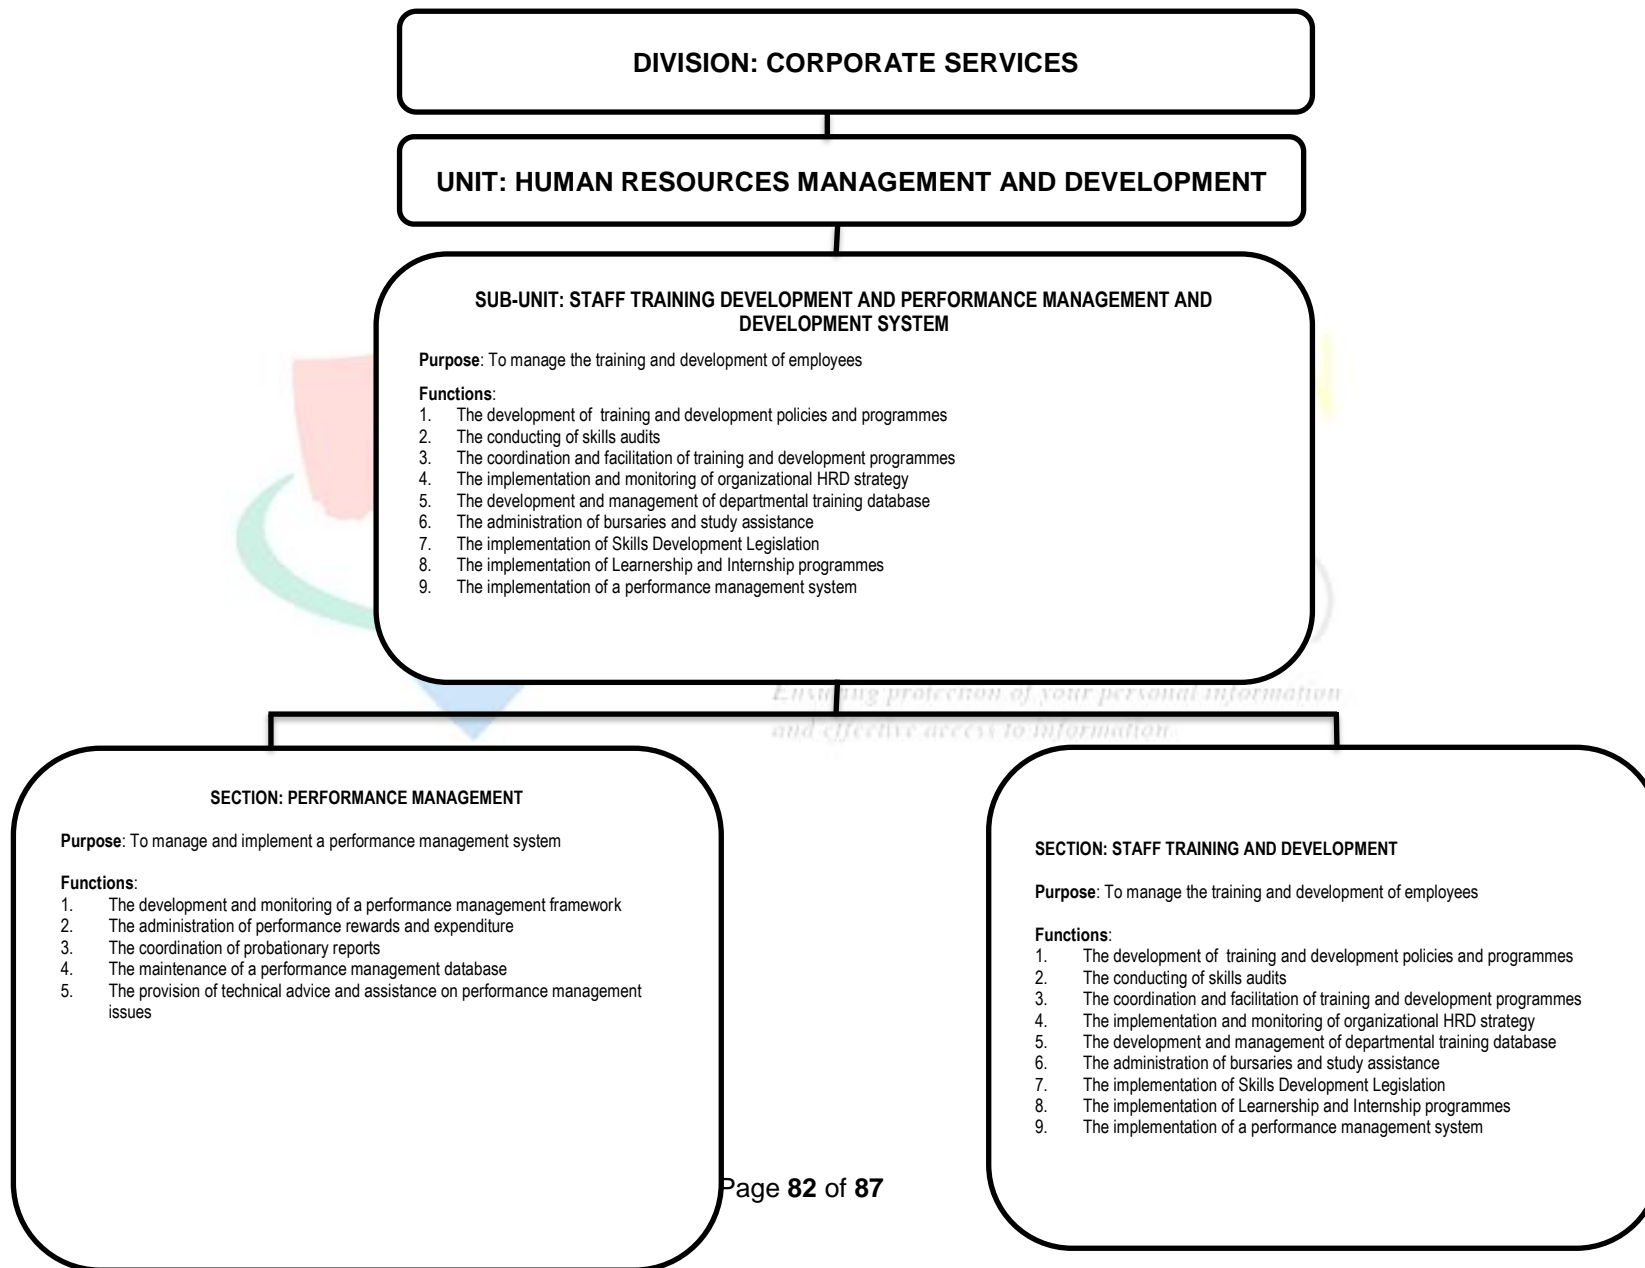 DIVISION: CORPORATE SERVICES
UNIT: HUMAN RESOURCES MANAGEMENT AND DEVELOPMENT
SUB-UNIT: STAFF TRAINING DEVELOPMENT AND PERFORMANCE MANAGEMENT AND
DEVELOPMENT SYSTEM
Purpose: To manage the training and development of employees
Functions:
1. The development of  training and development policies and programmes
2. The conducting of skills audits
3. The coordination and facilitation of training and development programmes
4. The implementation and monitoring of organizational HRD strategy
5. The development and management of departmental training database
6. The administration of bursaries and study assistance
7. The implementation of Skills Development Legislation
8. The implementation of Learnership and Internship programmes
9. The implementation of a performance management system
Ensuring protection of your personal information
and effective access to information
SECTION: PERFORMANCE MANAGEMENT
Purpose: To manage and implement a performance management system
Functions:
1. The development and monitoring of a performance management framework
2. The administration of performance rewards and expenditure
3. The coordination of probationary reports
4. The maintenance of a performance management database
5. The provision of technical advice and assistance on performance management
issues
SECTION: STAFF TRAINING AND DEVELOPMENT
Purpose: To manage the training and development of employees
Functions:
1. The development of  training and development policies and programmes
2. The conducting of skills audits
3. The coordination and facilitation of training and development programmes
4. The implementation and monitoring of organizational HRD strategy
5. The development and management of departmental training database
6. The administration of bursaries and study assistance
7. The implementation of Skills Development Legislation
8. The implementation of Learnership and Internship programmes
9. The implementation of a performance management system
Page 82 of 87